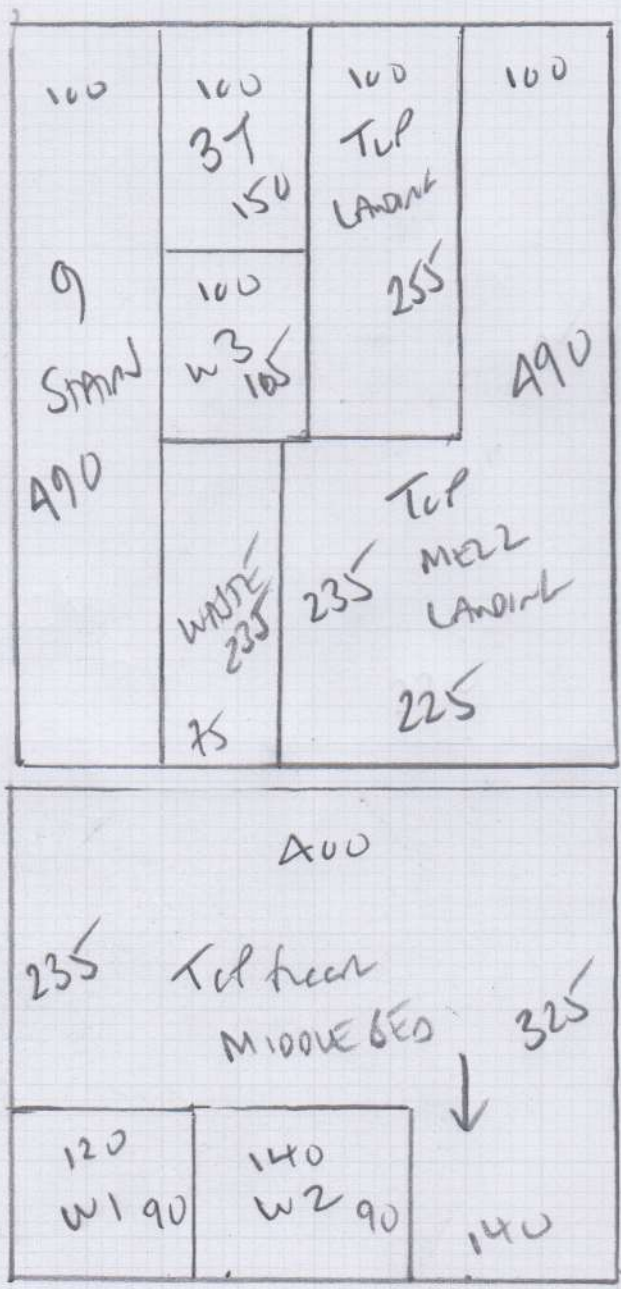 100 100 100 100
3T
150
TOP
LANDING
255
100
W3 105
9
STAIRS
490
490
TOP
MEZZ
LANDING
235
225
WASTE
235
75
400
235 Top floor
MIDDLE BED 325
120
W1 90
140
W2 90
140